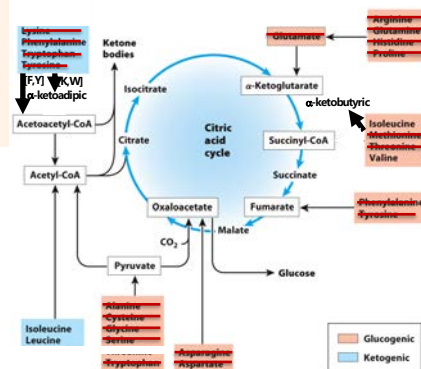 Lysine
Phenylalanine
Tryptophan
Tyrosine
[F,Y] [K,W]
α-ketoadipic
Acetoacetyl-CoA
Acetyl-CoA
Isoleucine
Leucine
Ketone
bodies
Isocitrate
Citrate
Citric
acid
cycle
Glutamate
Arginine
Glutamine
Histidine
Proline
α-Ketoglutarate
α-ketobutyric
Isoleucine
Methionine
Threonine
Valine
Succinyl-CoA
Succinate
Fumarate
Phenylalanine
Tyrosine
Malate
Oxaloacetate
CO2
Pyruvate
Glucose
Alanine
Cysteine
Glycine
Serine
Tryptophan
Asparagine
Aspartate
Glucogenic
Ketogenic